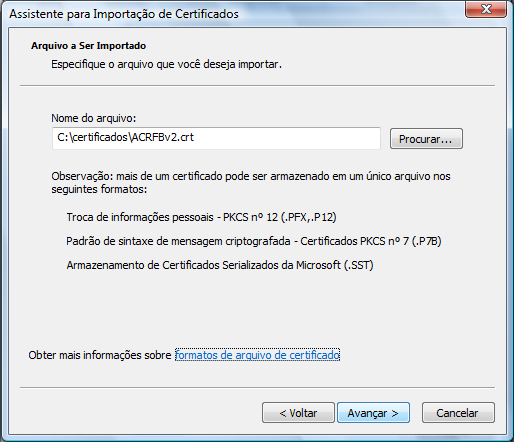 Assistente para Importação de Certificados
Arquivo a Ser Importado
Especifique o arquivo que você deseja importar.
Nome do arquivo:
C:\certificados\ACRFBv2.crt
Procurar...
Observação: mais de um certificado pode ser armazenado em um único arquivo nos
seguintes formatos:
Troca de informações pessoais - PKCS nº 12 (.PFX,.P12)
Padrão de sintaxe de mensagem criptografada - Certificados PKCS nº 7 (.P7B)
Armazenamento de Certificados Serializados da Microsoft (.SST)
Obter mais informações sobre formatos de arquivo de certificado
< Voltar
Avançar >
Cancelar